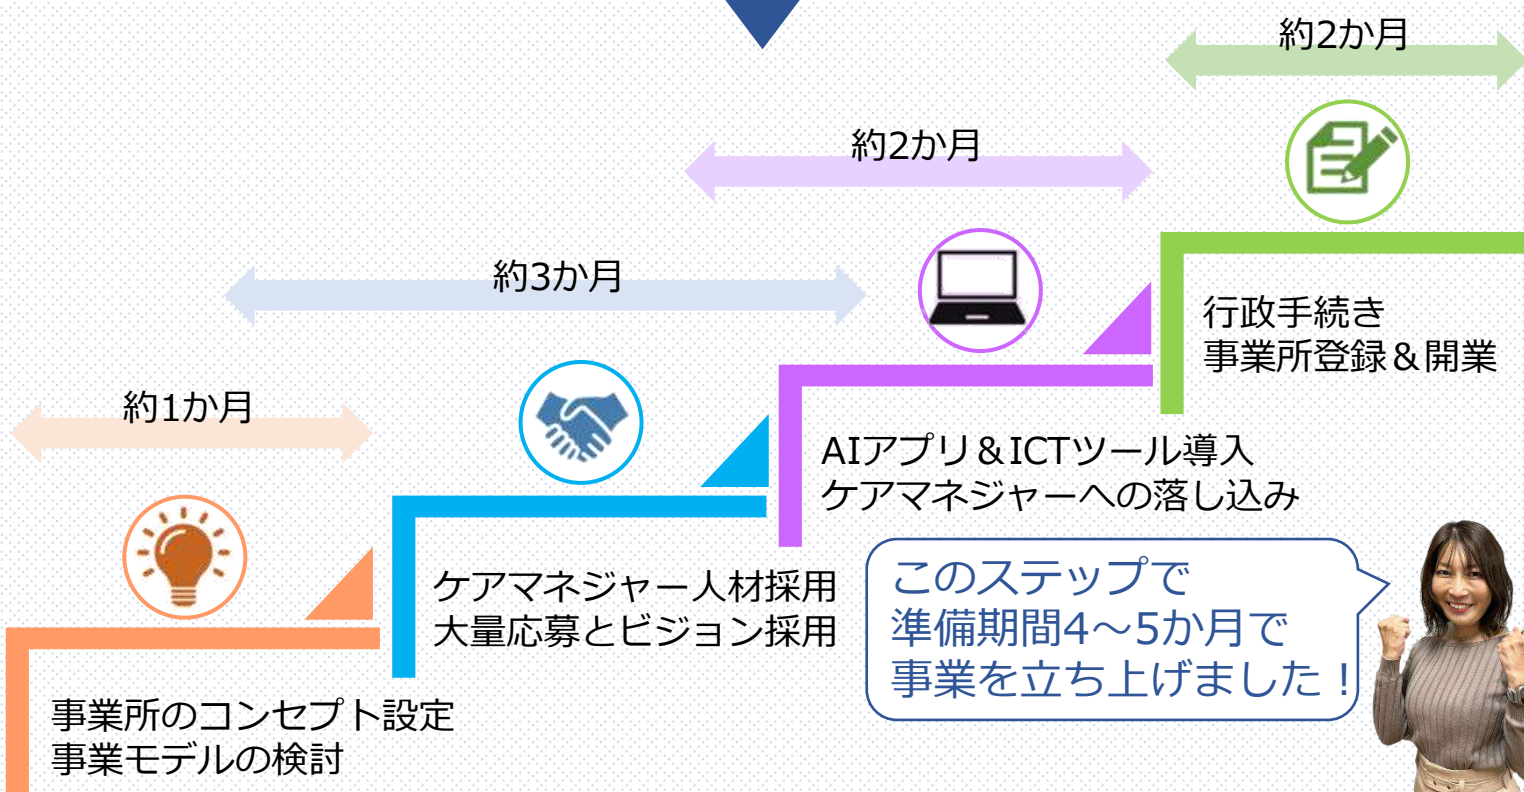 約1か月
事業所のコンセプト設定
事業モデルの検討
約3か月
ケアマネジャー人材採用
大量応募とビジョン採用
約2か月
AIアプリ＆ICTツール導入
ケアマネジャーへの落し込み
約2か月
行政手続き
事業所登録＆開業
このステップで
準備期間4～5か月で
事業を立ち上げました！